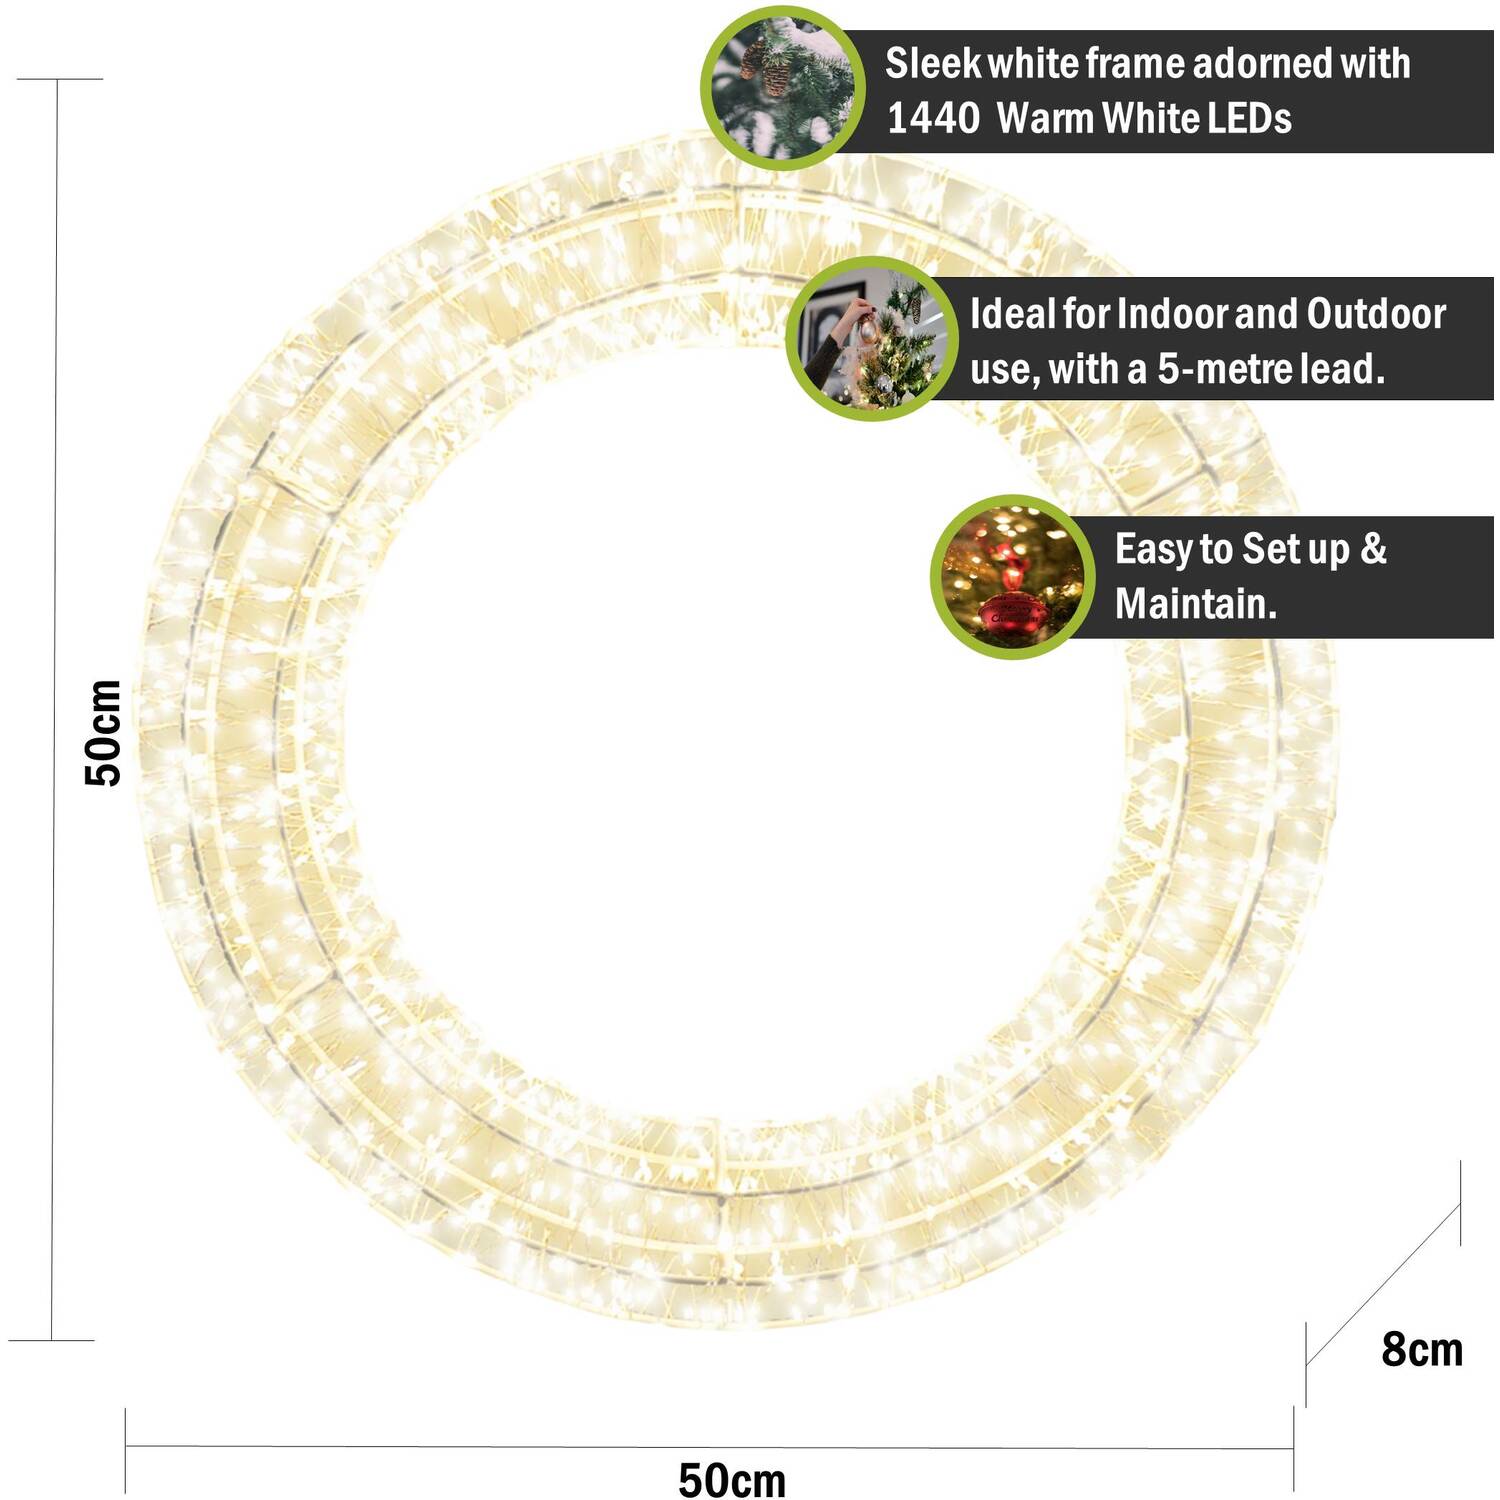 Sleek white frame adorned with
1440 Warm White LEDs
Ideal for Indoor and Outdoor
use, with a 5-metre lead.
Easy to Set up &
Maintain.
50cm
8cm
50cm